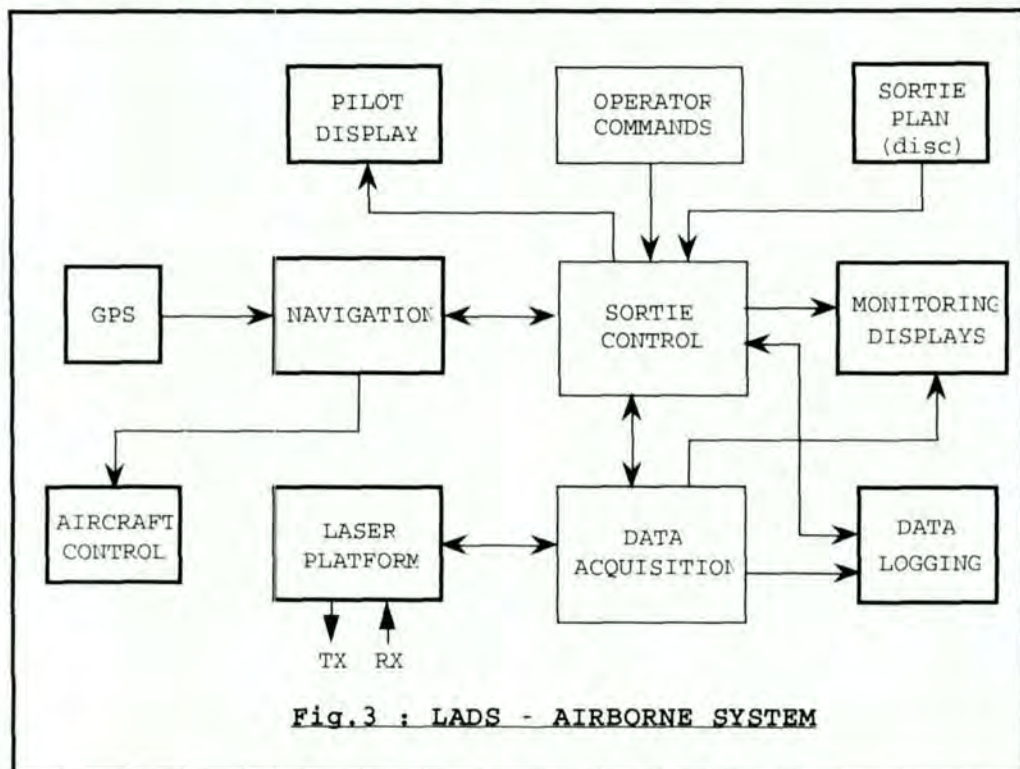 PILOT
DISPLAY
OPERATOR
COMMANDS
SORTIE
PLAN
(disc)
GPS
NAVIGATION
SORTIE
CONTROL
MONITORING
DISPLAYS
AIRCRAFT
CONTROL
LASER
PLATFORM
DATA
ACQUISITION
DATA
LOGGING
TX RX
Fig.3 : LADS - AIRBORNE SYSTEM